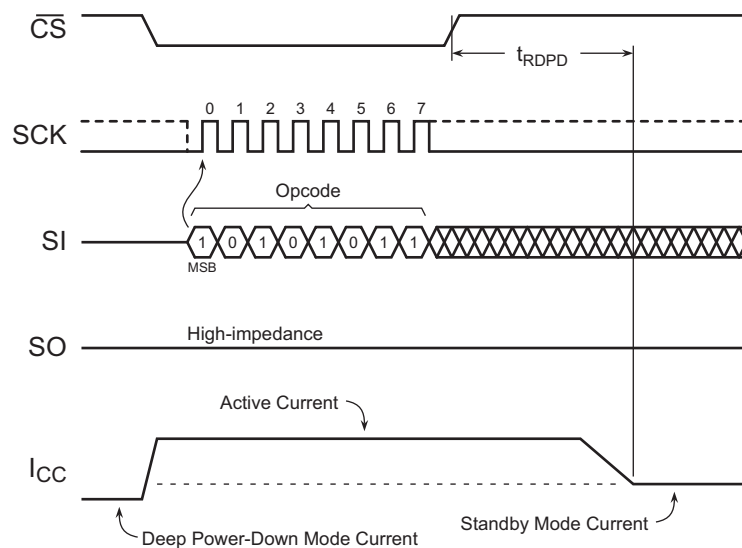 CS
tRDPD
0 1 2 3 4 5 6 7
SCK
Opcode
SI
1 0 1 0 1 0 1 1
MSB
High-impedance
SO
Active Current
ICC
Standby Mode Current
Deep Power-Down Mode Current